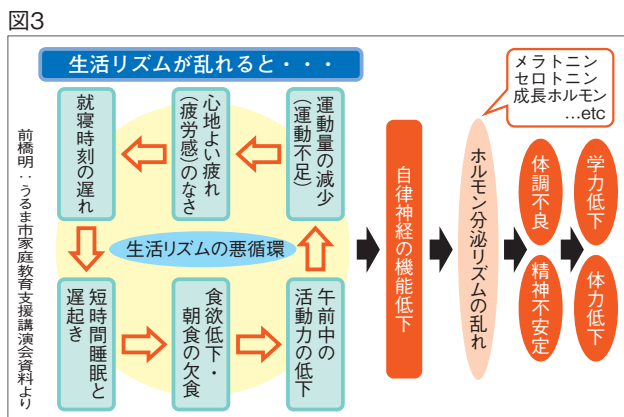 図3
生活リズムが乱れると・・・
就寝時刻の遅れ
心地よい疲れ
(疲労感)のなさ
運動量の減少
(運動不足)
生活リズムの悪循環
短時間睡眠と
遅起き
食欲低下・
朝食の欠食
午前中の
活動力の低下
自律神経の機能低下
ホルモン分泌リズムの乱れ
メラトニン
セロトニン
成長ホルモン
…etc
体調不良
精神不安定
学力低下
体力低下
前橋明：うるま市家庭教育支援講演会資料より